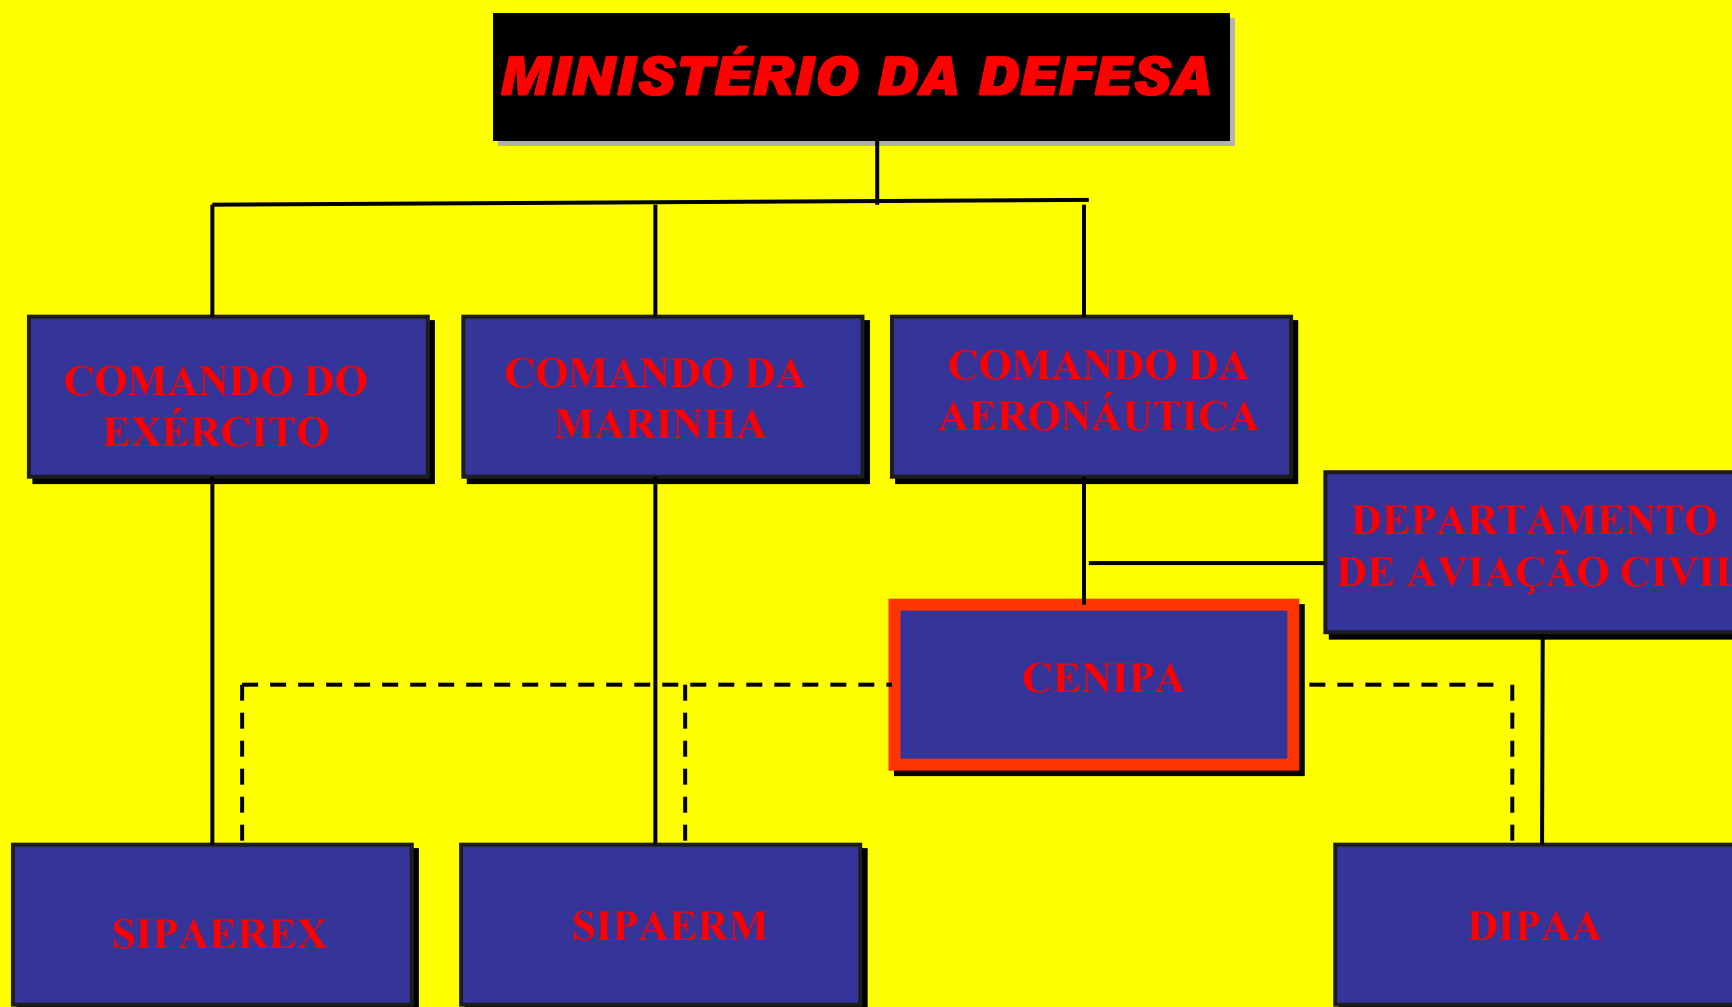 MINISTÉRIO DA DEFESA
COMANDO DO
EXÉRCITO
COMANDO DA
MARINHA
COMANDO DA
AERONÁUTICA
DEPARTAMENTO
DE AVIAÇÃO CIVIL
CENIPA
SIPAEREX
SIPAERM
DIPAA